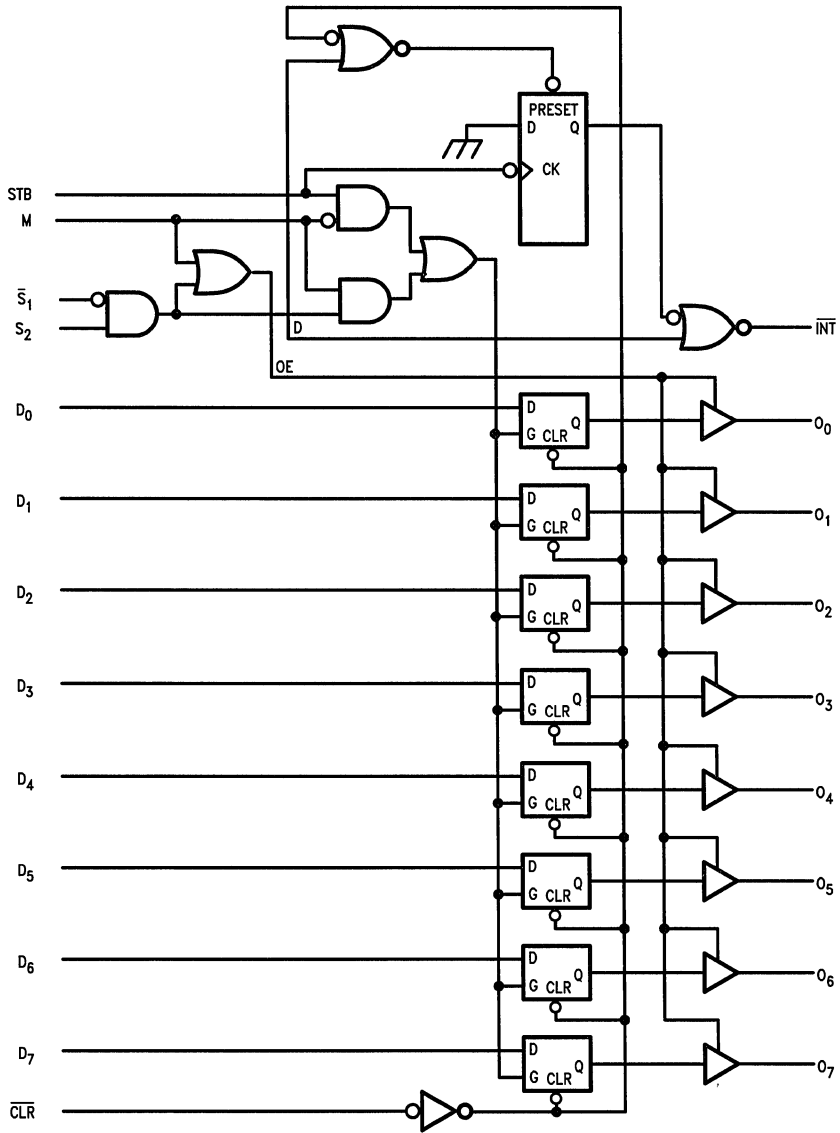 PRESET
D Q
CK
STB
M
S̅₁
S₂
D
INT̅
OE
D₀ D Q G CLR O₀
D₁ D Q G CLR O₁
D₂ D Q G CLR O₂
D₃ D Q G CLR O₃
D₄ D Q G CLR O₄
D₅ D Q G CLR O₅
D₆ D Q G CLR O₆
D₇ D Q G CLR O₇
C̅L̅R̅